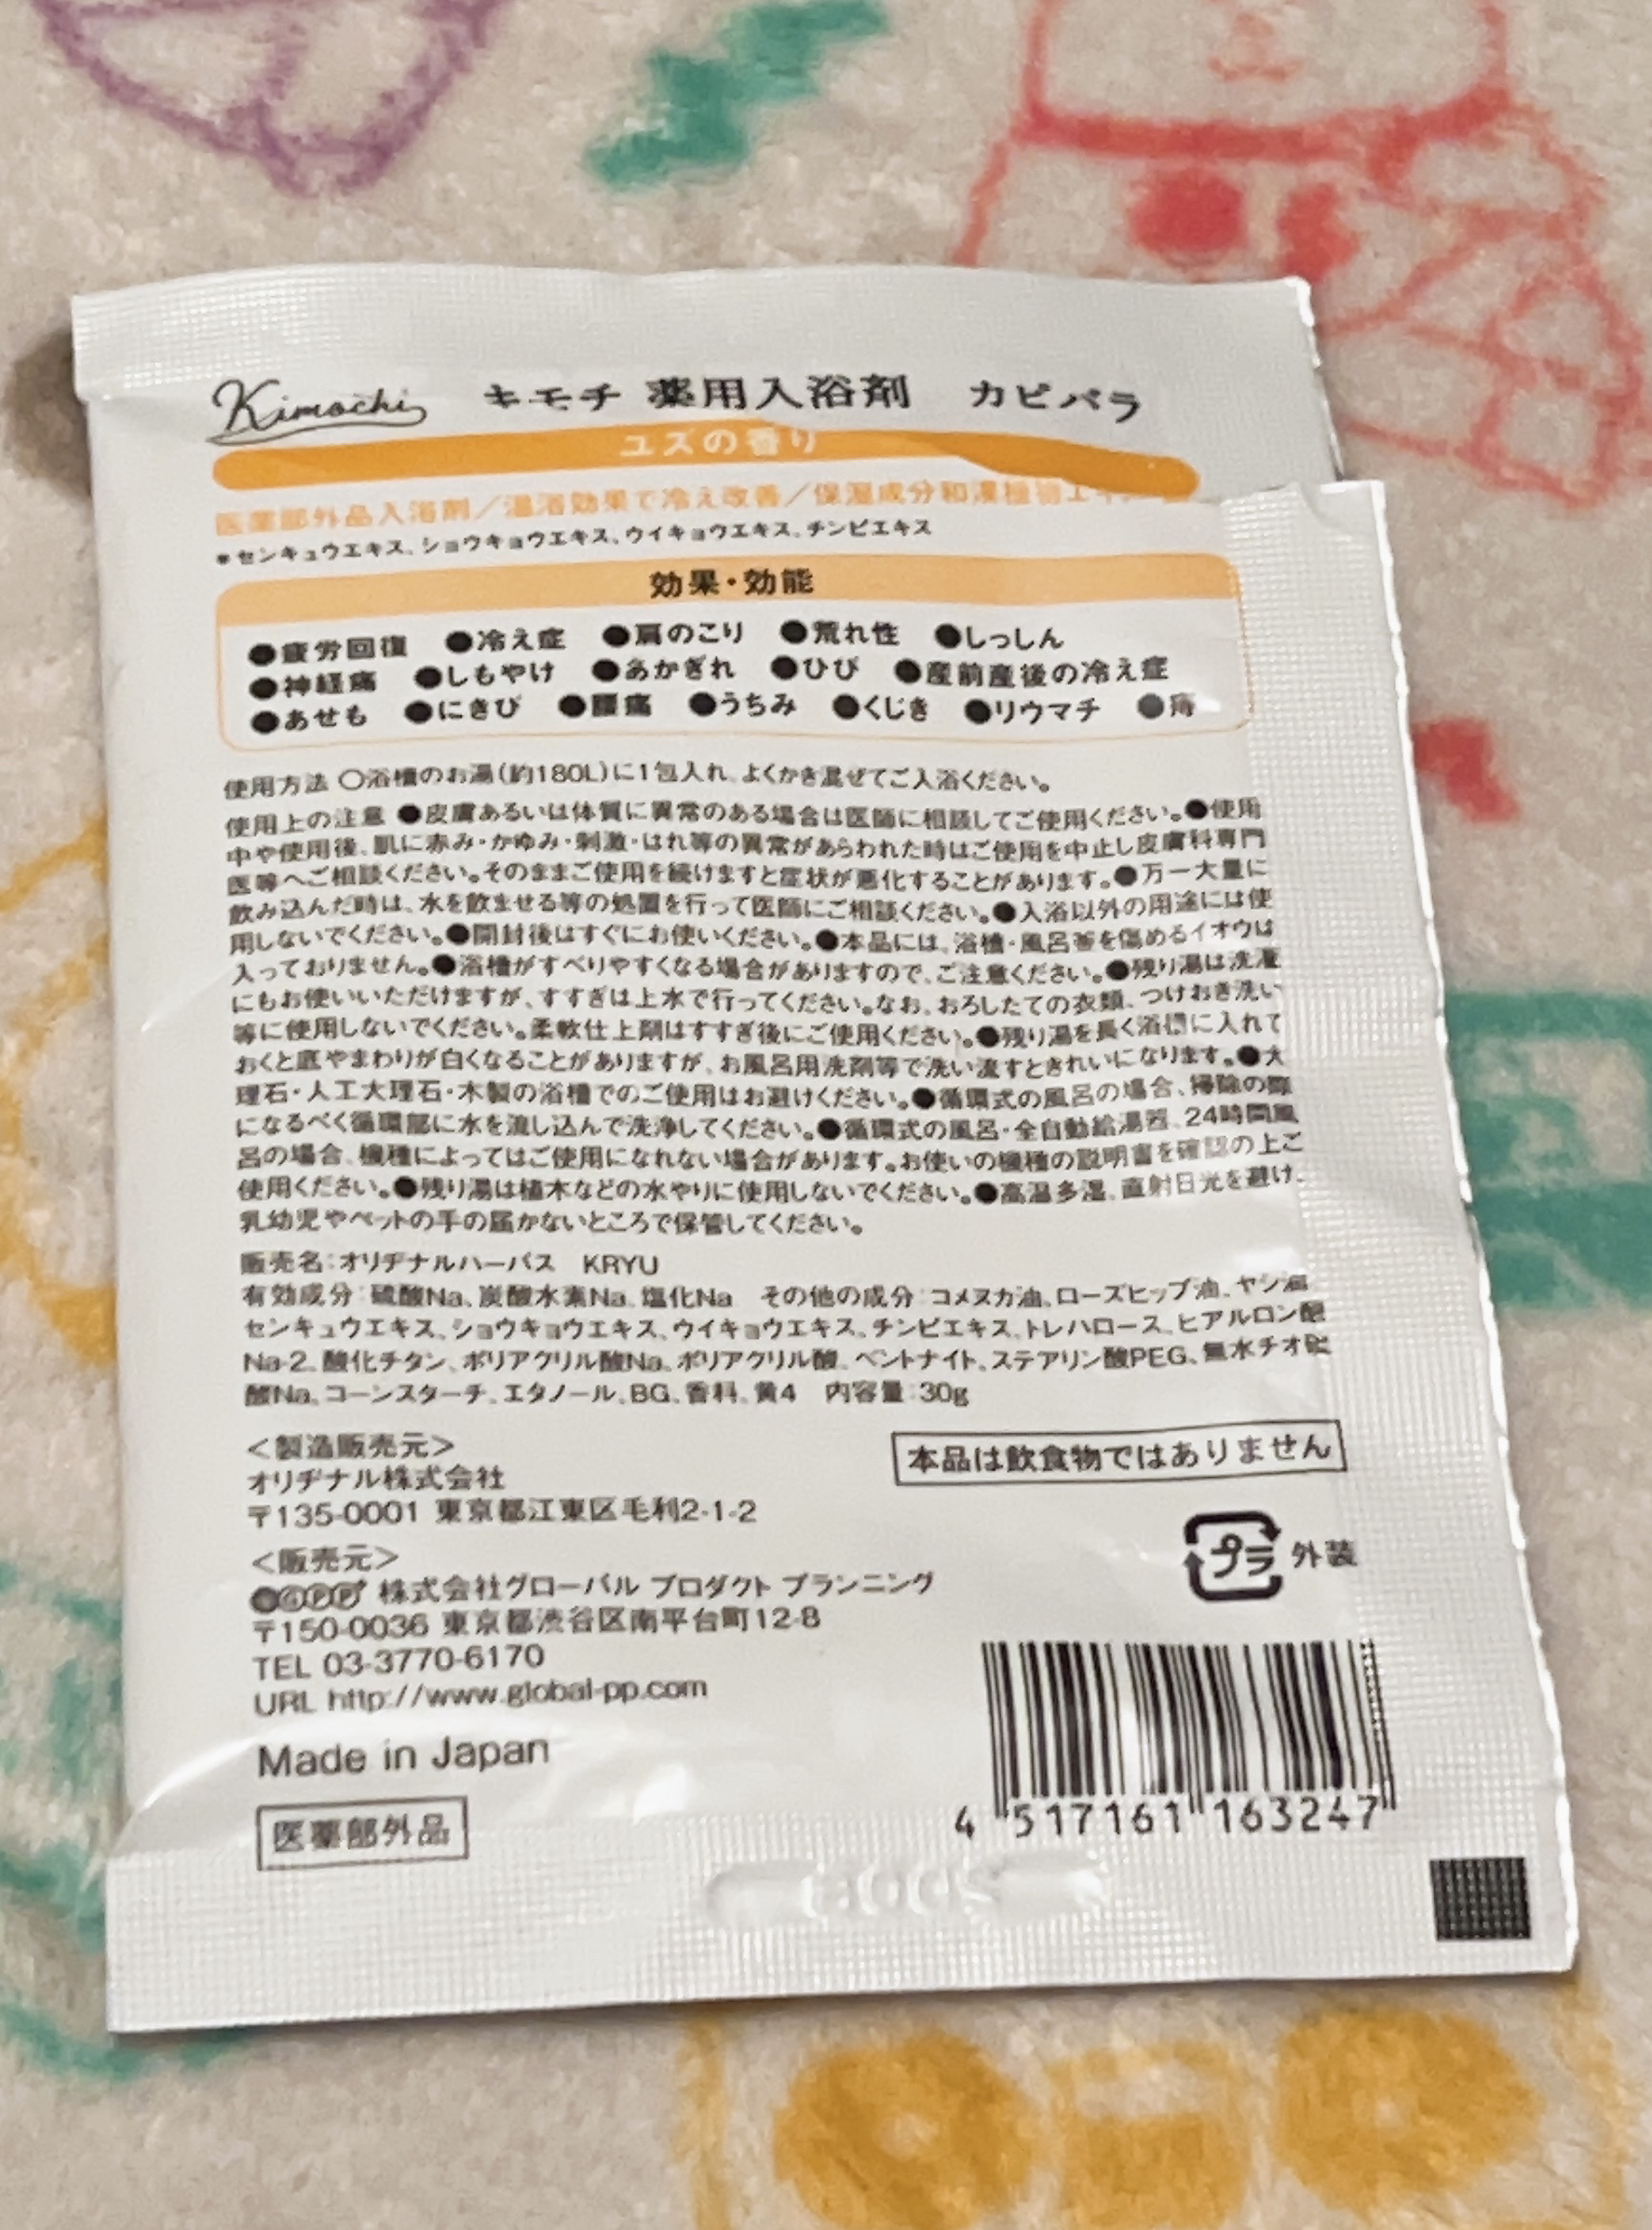 Kimochi キモチ 薬用入浴剤 カピバラ
ユズの香り
医薬部外品入浴剤／温浴効果で冷え改善／保湿成分和漢植物エキス
*センキュウエキス、ショウキョウエキス、ウイキョウエキス、チンピエキス
効果・効能
●疲労回復 ●冷え症 ●肩のこり ●荒れ性 ●しっしん
●神経痛 ●しもやけ ●あかぎれ ●ひび ●産前産後の冷え症
●あせも ●にきび ●腰痛 ●うちみ ●くじき ●リウマチ ●痔
使用方法 〇浴槽のお湯(約180L)に1包入れ、よくかき混ぜてご入浴ください。
使用上の注意 ●皮膚あるいは体質に異常のある場合は医師に相談してご使用ください。●使用
中や使用後、肌に赤み・かゆみ・刺激・はれ等の異常があらわれた時はご使用を中止し皮膚科専門
医等へご相談ください。そのままご使用を続けますと症状が悪化することがあります。●万一大量に
飲み込んだ時は、水を飲ませる等の処置を行って医師にご相談ください。●入浴以外の用途には使
用しないでください。●開封後はすぐにお使いください。●本品には、浴槽・風呂釜を傷めるイオウは
入っておりません。●浴槽がすべりやすくなる場合がありますので、ご注意ください。●残り湯は洗濯
にもお使いいただけますが、すすぎは上水で行ってください。なお、おろしたての衣類、つけおき洗い
等に使用しないでください。柔軟仕上剤はすすぎ後にご使用ください。●残り湯を長く浴槽に入れて
おくと底やまわりが白くなることがありますが、お風呂用洗剤等で洗い流すときれいになります。●大
理石・人工大理石・木製の浴槽でのご使用はお避けください。●循環式の風呂の場合、掃除の際
になるべく循環部に水を流し込んで洗浄してください。●循環式の風呂・全自動給湯器、24時間風
呂の場合、機種によってはご使用になれない場合があります。お使いの機種の説明書を確認の上ご
使用ください。●残り湯は植木などの水やりに使用しないでください。●高温多湿、直射日光を避け、
乳幼児やペットの手の届かないところで保管してください。
販売名：オリヂナルハーバス KRYU
有効成分：硫酸Na、炭酸水素Na、塩化Na その他の成分：コメヌカ油、ローズヒップ油、ヤシ油
センキュウエキス、ショウキョウエキス、ウイキョウエキス、チンピエキス、トレハロース、ヒアルロン酸
Na-2、酸化チタン、ポリアクリル酸Na、ポリアクリル酸、ベントナイト、ステアリン酸PEG、無水チオ硫
酸Na、コーンスターチ、エタノール、BG、香料、黄4 内容量：30g
＜製造販売元＞
オリヂナル株式会社
〒135-0001 東京都江東区毛利2-1-2
本品は飲食物ではありません
プラ 外装
＜販売元＞
GPP 株式会社グローバル プロダクト プランニング
〒150-0036 東京都渋谷区南平台町12-8
TEL 03-3770-6170
URL http://www.global-pp.com
Made in Japan
医薬部外品
4 517161 163247